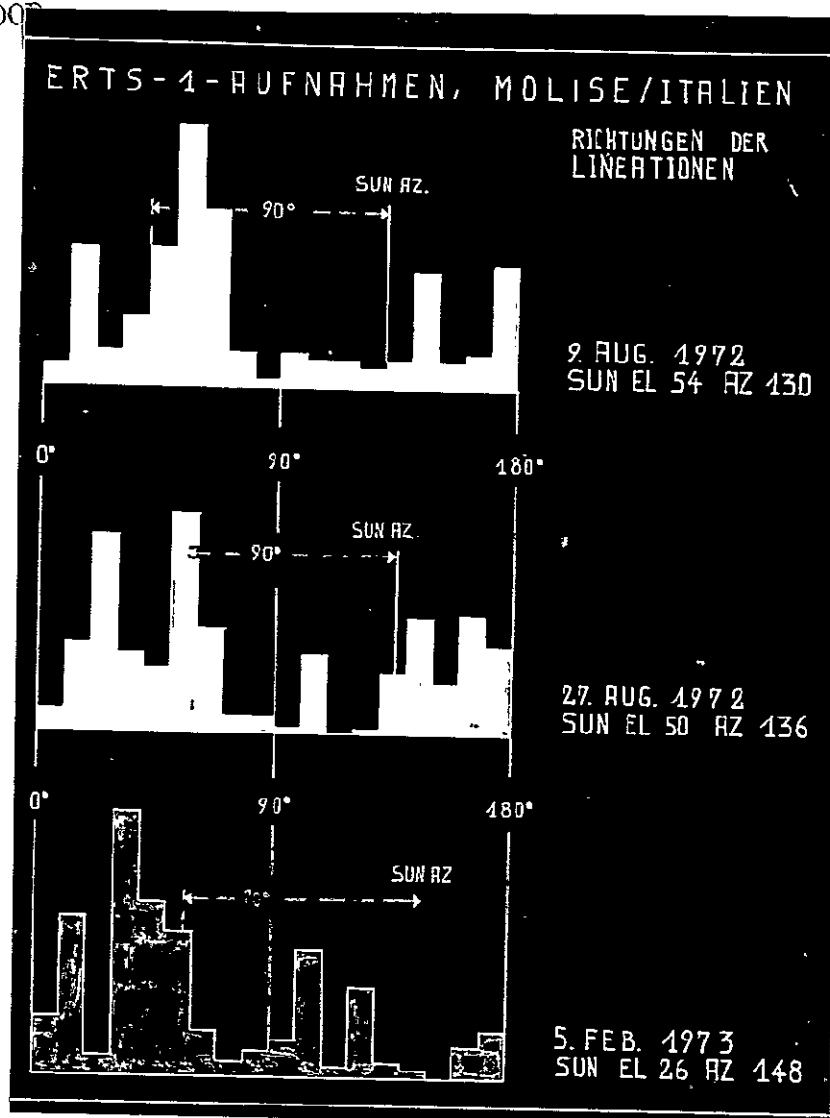 ERTS-1-AUFNAHMEN, MOLISE/ITALIEN
RICHTUNGEN DER
LINEATIONEN
SUN AZ.
90°
9. AUG. 1972
SUN EL 54 AZ 130
0° 90° 180°
SUN AZ.
90°
27. AUG. 1972
SUN EL 50 AZ 136
0° 90° 180°
SUN AZ
90°
5. FEB. 1973
SUN EL 26 AZ 148